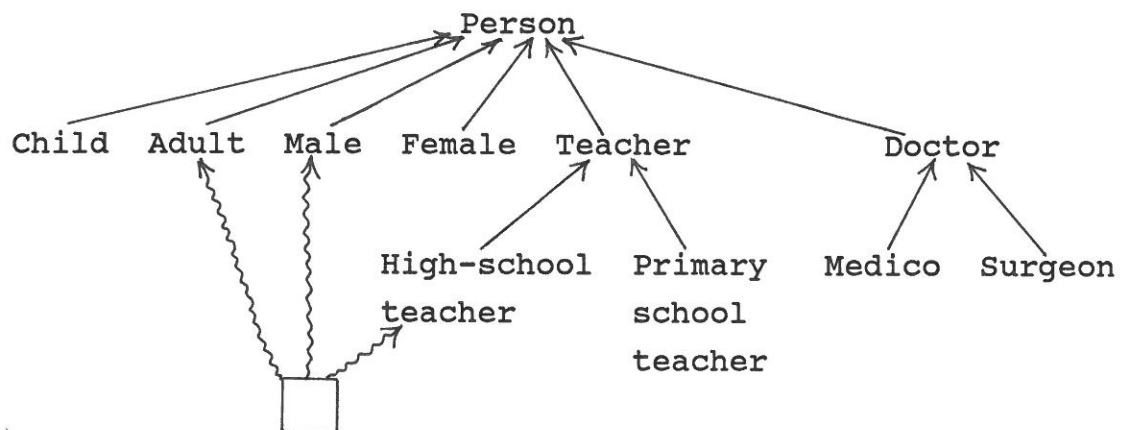 Person
Child Adult Male Female Teacher Doctor
High-school Primary Medico Surgeon
teacher school
teacher